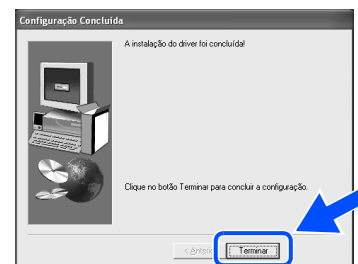 Configuração Concluída
A instalação do driver foi concluída!
Clique no botão Terminar para concluir a configuração.
< Anterior
Terminar